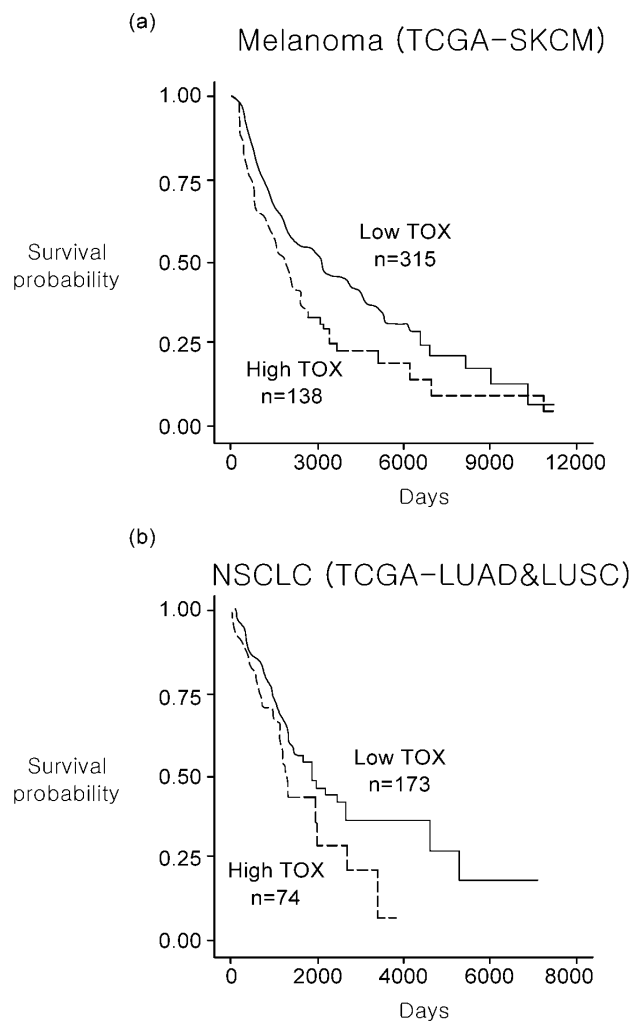 (a)
Melanoma (TCGA-SKCM)
1.00
0.75
0.50
0.25
0.00
Survival
probability
Low TOX
n=315
High TOX
n=138
0 3000 6000 9000 12000
Days
(b)
NSCLC (TCGA-LUAD&LUSC)
1.00
0.75
0.50
0.25
0.00
Survival
probability
Low TOX
n=173
High TOX
n=74
0 2000 4000 6000 8000
Days